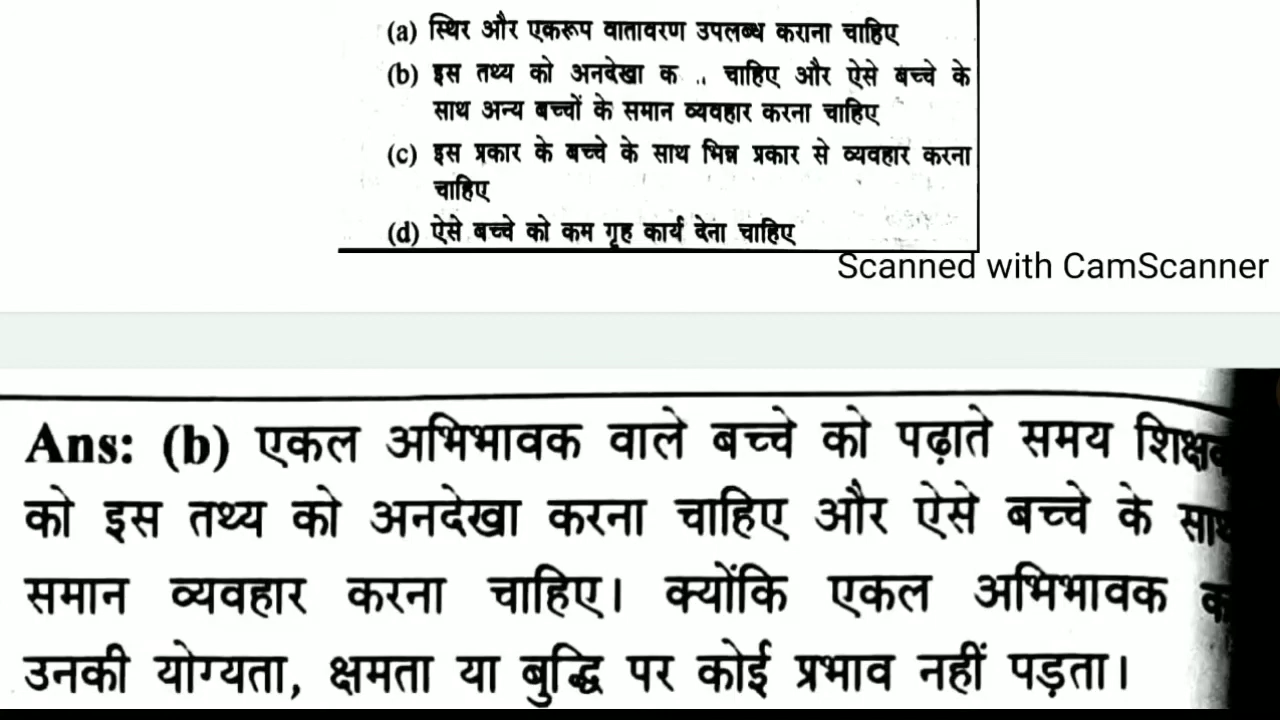 (a) स्थिर और एकरूप वातावरण उपलब्ध कराना चाहिए
(b) इस तथ्य को अनदेखा क .. चाहिए और ऐसे बच्चे के
साथ अन्य बच्चों के समान व्यवहार करना चाहिए
(c) इस प्रकार के बच्चे के साथ भिन्न प्रकार से व्यवहार करना
चाहिए
(d) ऐसे बच्चे को कम गृह कार्य देना चाहिए
Scanned with CamScanner
Ans: (b) एकल अभिभावक वाले बच्चे को पढ़ाते समय
को इस तथ्य को अनदेखा करना चाहिए और ऐसे बच्चे के
समान व्यवहार करना चाहिए। क्योंकि एकल अभिभावक
उनकी योग्यता, क्षमता या बुद्धि पर कोई प्रभाव नहीं पड़ता।